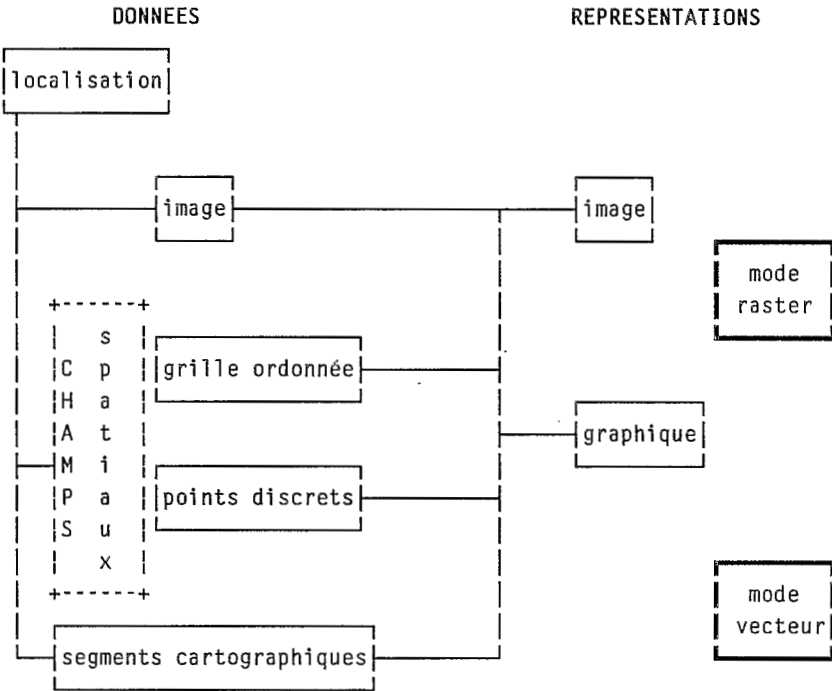 DONNEES
REPRESENTATIONS
localisation
image
image
mode
raster
CHAMPS
spatiaux
grille ordonnée
graphique
points discrets
mode
vecteur
segments cartographiques